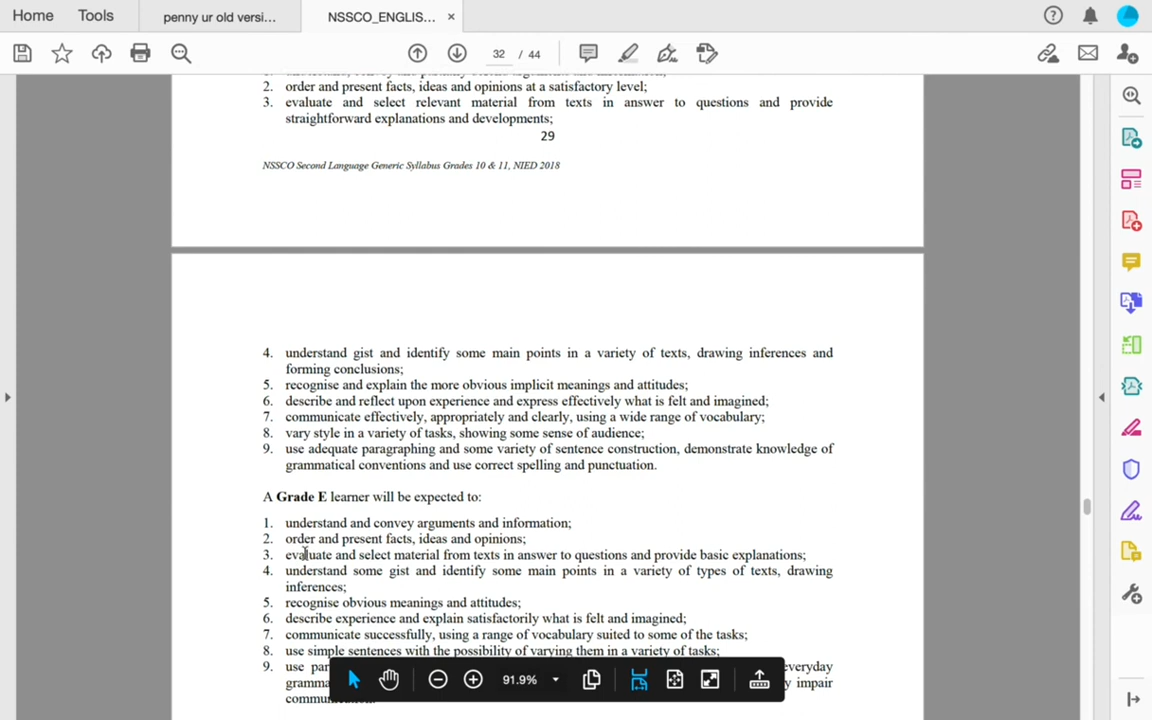 Home
Tools
penny ur old versi...
NSSCO_ENGLIS...
32 / 44
2. order and present facts, ideas and opinions at a satisfactory level;
3. evaluate and select relevant material from texts in answer to questions and provide
straightforward explanations and developments;
29
NSSCO Second Language Generic Syllabus Grades 10 & 11, NIED 2018
4. understand gist and identify some main points in a variety of texts, drawing inferences and
forming conclusions;
5. recognise and explain the more obvious implicit meanings and attitudes;
6. describe and reflect upon experience and express effectively what is felt and imagined;
7. communicate effectively, appropriately and clearly, using a wide range of vocabulary;
8. vary style in a variety of tasks, showing some sense of audience;
9. use adequate paragraphing and some variety of sentence construction, demonstrate knowledge of
grammatical conventions and use correct spelling and punctuation.
A Grade E learner will be expected to:
1. understand and convey arguments and information;
2. order and present facts, ideas and opinions;
3. evaluate and select material from texts in answer to questions and provide basic explanations;
4. understand some gist and identify some main points in a variety of types of texts, drawing
inferences;
5. recognise obvious meanings and attitudes;
6. describe experience and explain satisfactorily what is felt and imagined;
7. communicate successfully, using a range of vocabulary suited to some of the tasks;
8. use simple sentences with the possibility of varying them in a variety of tasks;
9. use everyday
impair
91.9%